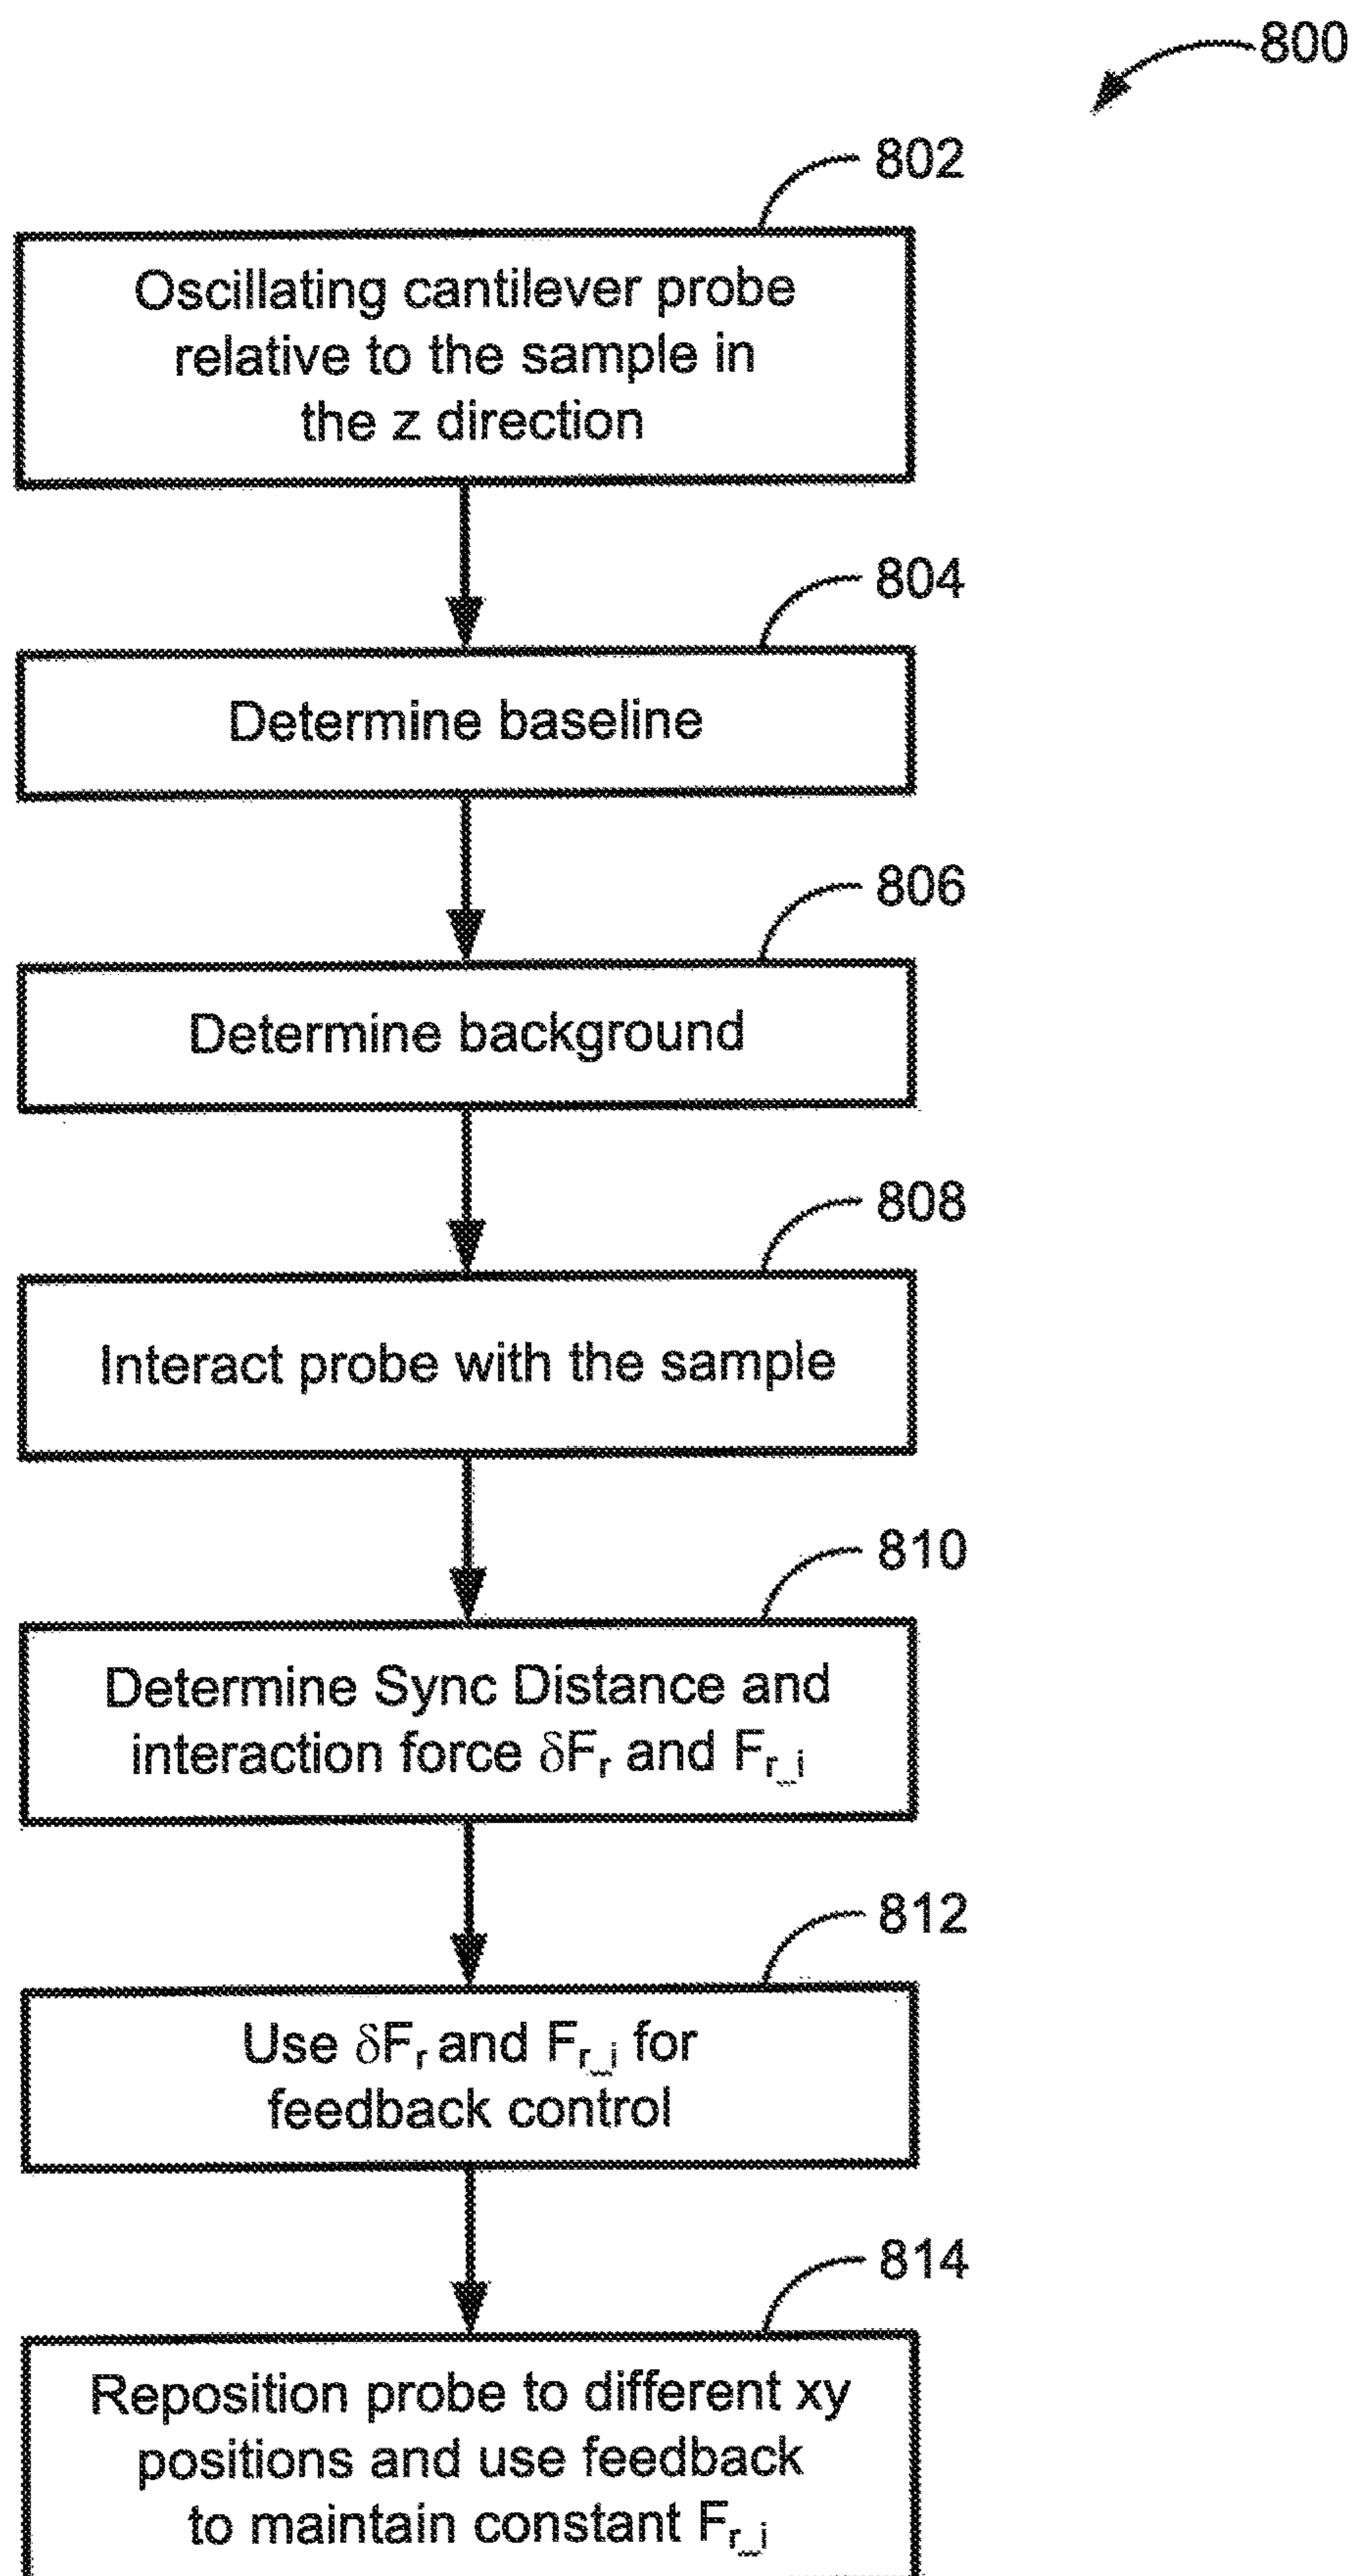 800
802
Oscillating cantilever probe
relative to the sample in
the z direction
804
Determine baseline
806
Determine background
808
Interact probe with the sample
810
Determine Sync Distance and
interaction force δFr and Fr_i
812
Use δFr and Fr_i for
feedback control
814
Reposition probe to different xy
positions and use feedback
to maintain constant Fr_i